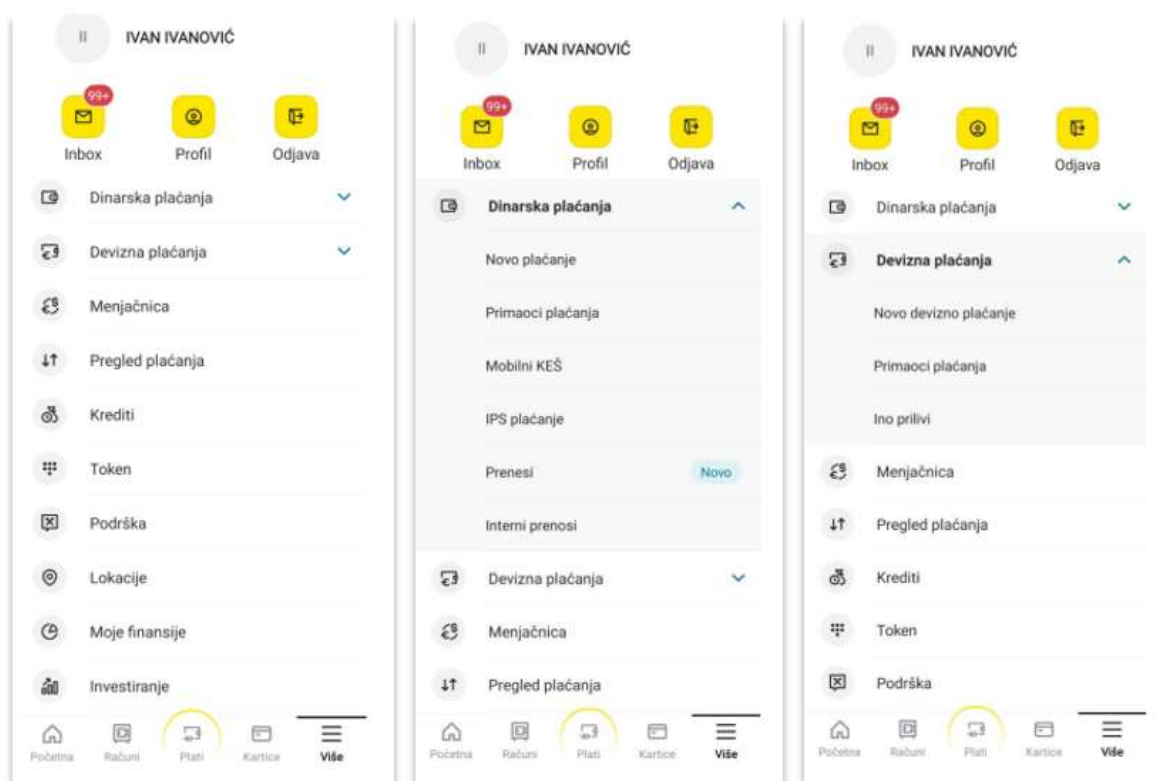 II
IVAN IVANOVIĆ
99+
Inbox
Profil
Odjava
Dinarska plaćanja
Devizna plaćanja
Menjačnica
Pregled plaćanja
Krediti
Token
Podrška
Lokacije
Moje finansije
Investiranje
Početna
Računi
Plati
Kartice
Više
II
IVAN IVANOVIĆ
99+
Inbox
Profil
Odjava
Dinarska plaćanja
Novo plaćanje
Primaoci plaćanja
Mobilni KEŠ
IPS plaćanje
Prenesi
Novo
Interni prenosi
Devizna plaćanja
Menjačnica
Pregled plaćanja
Početna
Računi
Plati
Kartice
Više
II
IVAN IVANOVIĆ
99+
Inbox
Profil
Odjava
Dinarska plaćanja
Devizna plaćanja
Novo devizno plaćanje
Primaoci plaćanja
Ino prilivi
Menjačnica
Pregled plaćanja
Krediti
Token
Podrška
Početna
Računi
Plati
Kartice
Više